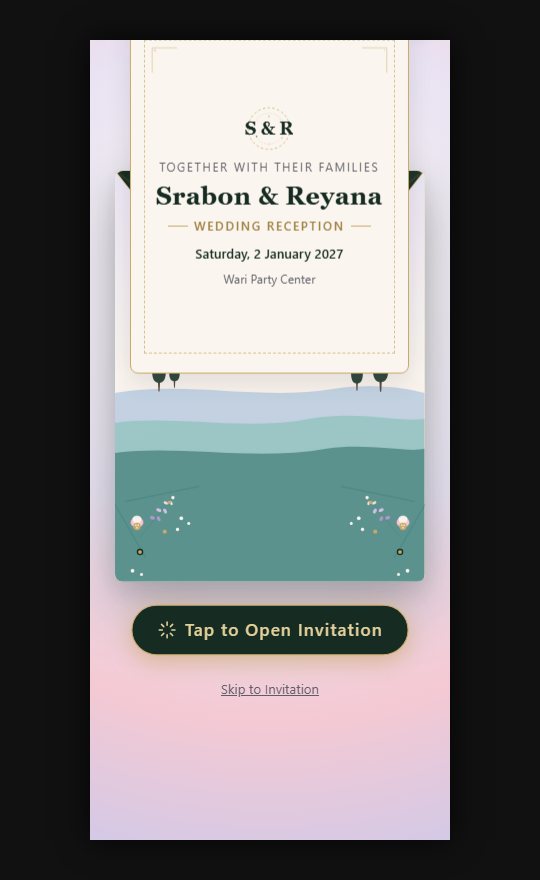 S & R
TOGETHER WITH THEIR FAMILIES
Srabon & Reyana
WEDDING RECEPTION
Saturday, 2 January 2027
Wari Party Center
Tap to Open Invitation
Skip to Invitation